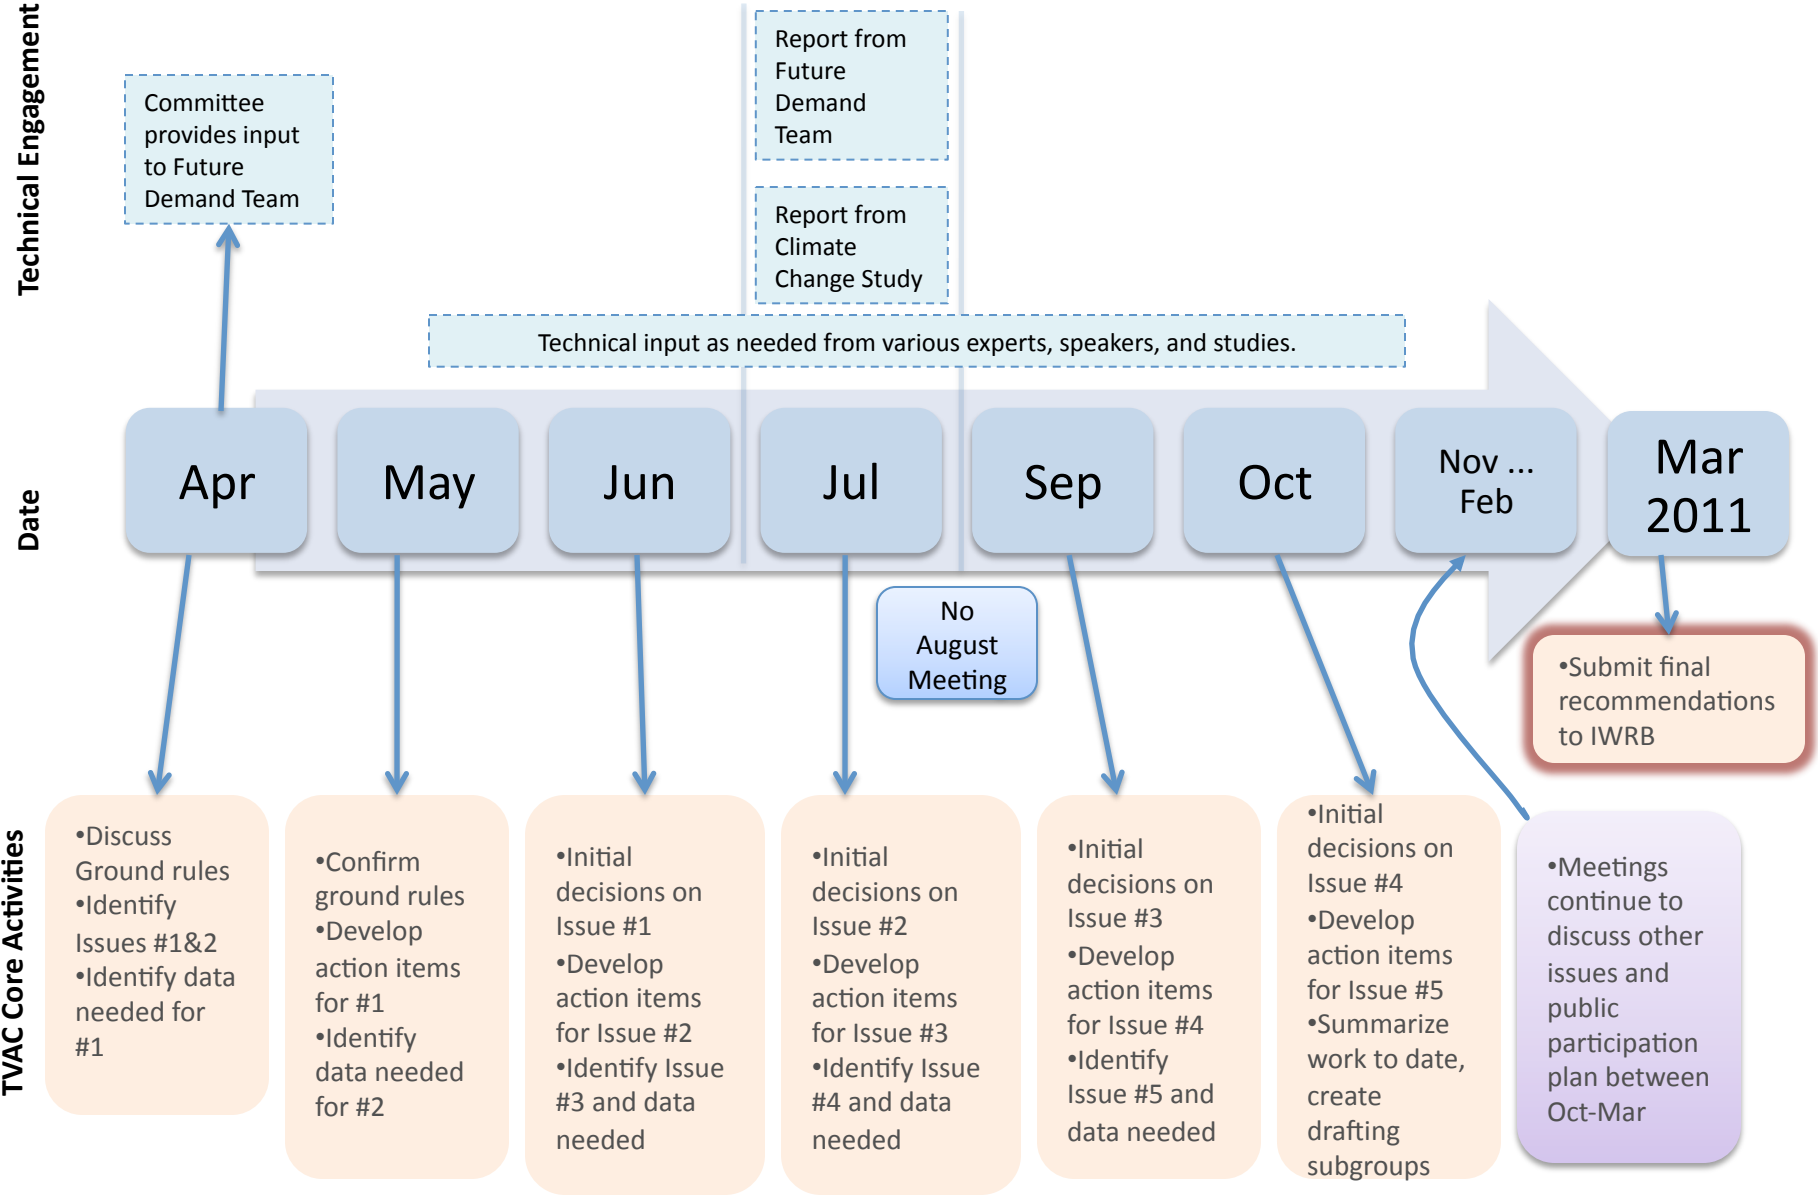 Technical Engagement
Committee
provides input
to Future
Demand Team
Report from
Future
Demand
Team
Report from
Climate
Change Study
Technical input as needed from various experts, speakers, and studies.
Date
Apr
May
Jun
Jul
Sep
Oct
Nov ...
Feb
Mar
2011
No
August
Meeting
•Submit final
recommendations
to IWRB
TVAC Core Activities
•Discuss
Ground rules
•Identify
Issues #1&2
•Identify data
needed for
#1
•Confirm
ground rules
•Develop
action items
for #1
•Identify
data needed
for #2
•Initial
decisions on
Issue #1
•Develop
action items
for Issue #2
•Identify Issue
#3 and data
needed
•Initial
decisions on
Issue #2
•Develop
action items
for Issue #3
•Identify Issue
#4 and data
needed
•Initial
decisions on
Issue #3
•Develop
action items
for Issue #4
•Identify
Issue #5 and
data needed
•Initial
decisions on
Issue #4
•Develop
action items
for Issue #5
•Summarize
work to date,
create
drafting
subgroups
•Meetings
continue to
discuss other
issues and
public
participation
plan between
Oct-Mar